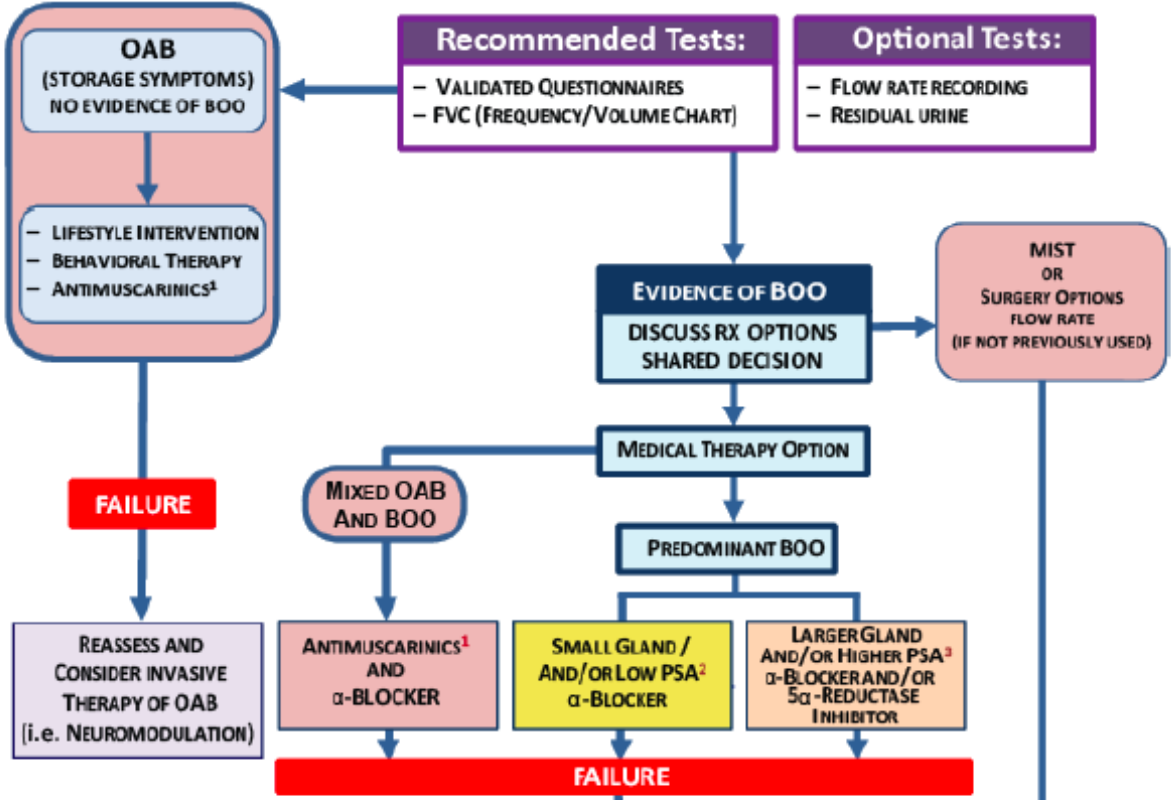 OAB
(STORAGE SYMPTOMS)
NO EVIDENCE OF BOO
– LIFESTYLE INTERVENTION
– BEHAVIORAL THERAPY
– ANTIMUSCARINICS¹
FAILURE
REASSESS AND
CONSIDER INVASIVE
THERAPY OF OAB
(i.e. NEUROMODULATION)
Recommended Tests:
– VALIDATED QUESTIONNAIRES
– FVC (FREQUENCY/VOLUME CHART)
Optional Tests:
– FLOW RATE RECORDING
– RESIDUAL URINE
EVIDENCE OF BOO
DISCUSS RX OPTIONS
SHARED DECISION
MIST
OR
SURGERY OPTIONS
FLOW RATE
(IF NOT PREVIOUSLY USED)
MEDICAL THERAPY OPTION
MIXED OAB
AND BOO
PREDOMINANT BOO
ANTIMUSCARINICS¹
AND
α-BLOCKER
SMALL GLAND /
AND/OR LOW PSA²
α-BLOCKER
LARGER GLAND
AND/OR HIGHER PSA³
α-BLOCKER AND/OR
5α-REDUCTASE
INHIBITOR
FAILURE